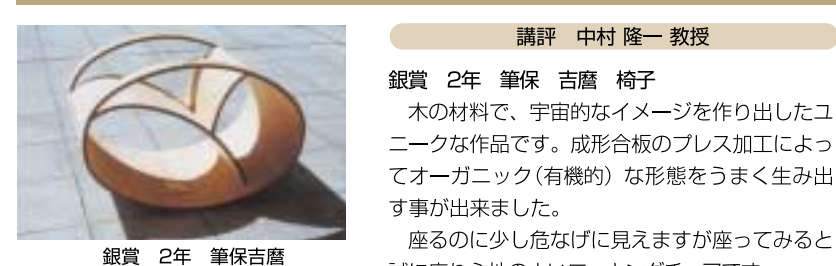 講評　中村 隆一 教授
銀賞　2年　筆保　吉磨　椅子
木の材料で、宇宙的なイメージを作り出したユ
ニークな作品です。成形合板のプレス加工によっ
てオーガニック（有機的）な形態をうまく生み出
す事が出来ました。
座るのに少し危なげに見えますが座ってみると
銀賞　2年　筆保吉磨